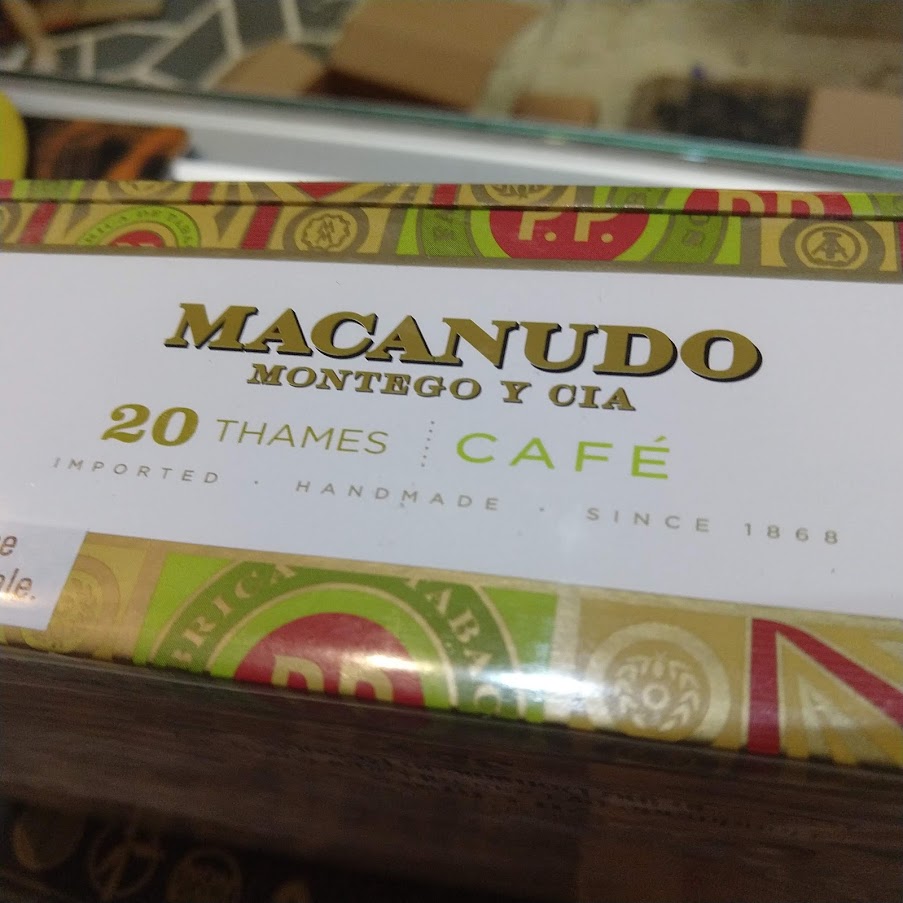 P.P.
MACANUDO
MONTEGO Y CIA
20 THAMES
CAFÉ
IMPORTED · HANDMADE · SINCE 1868